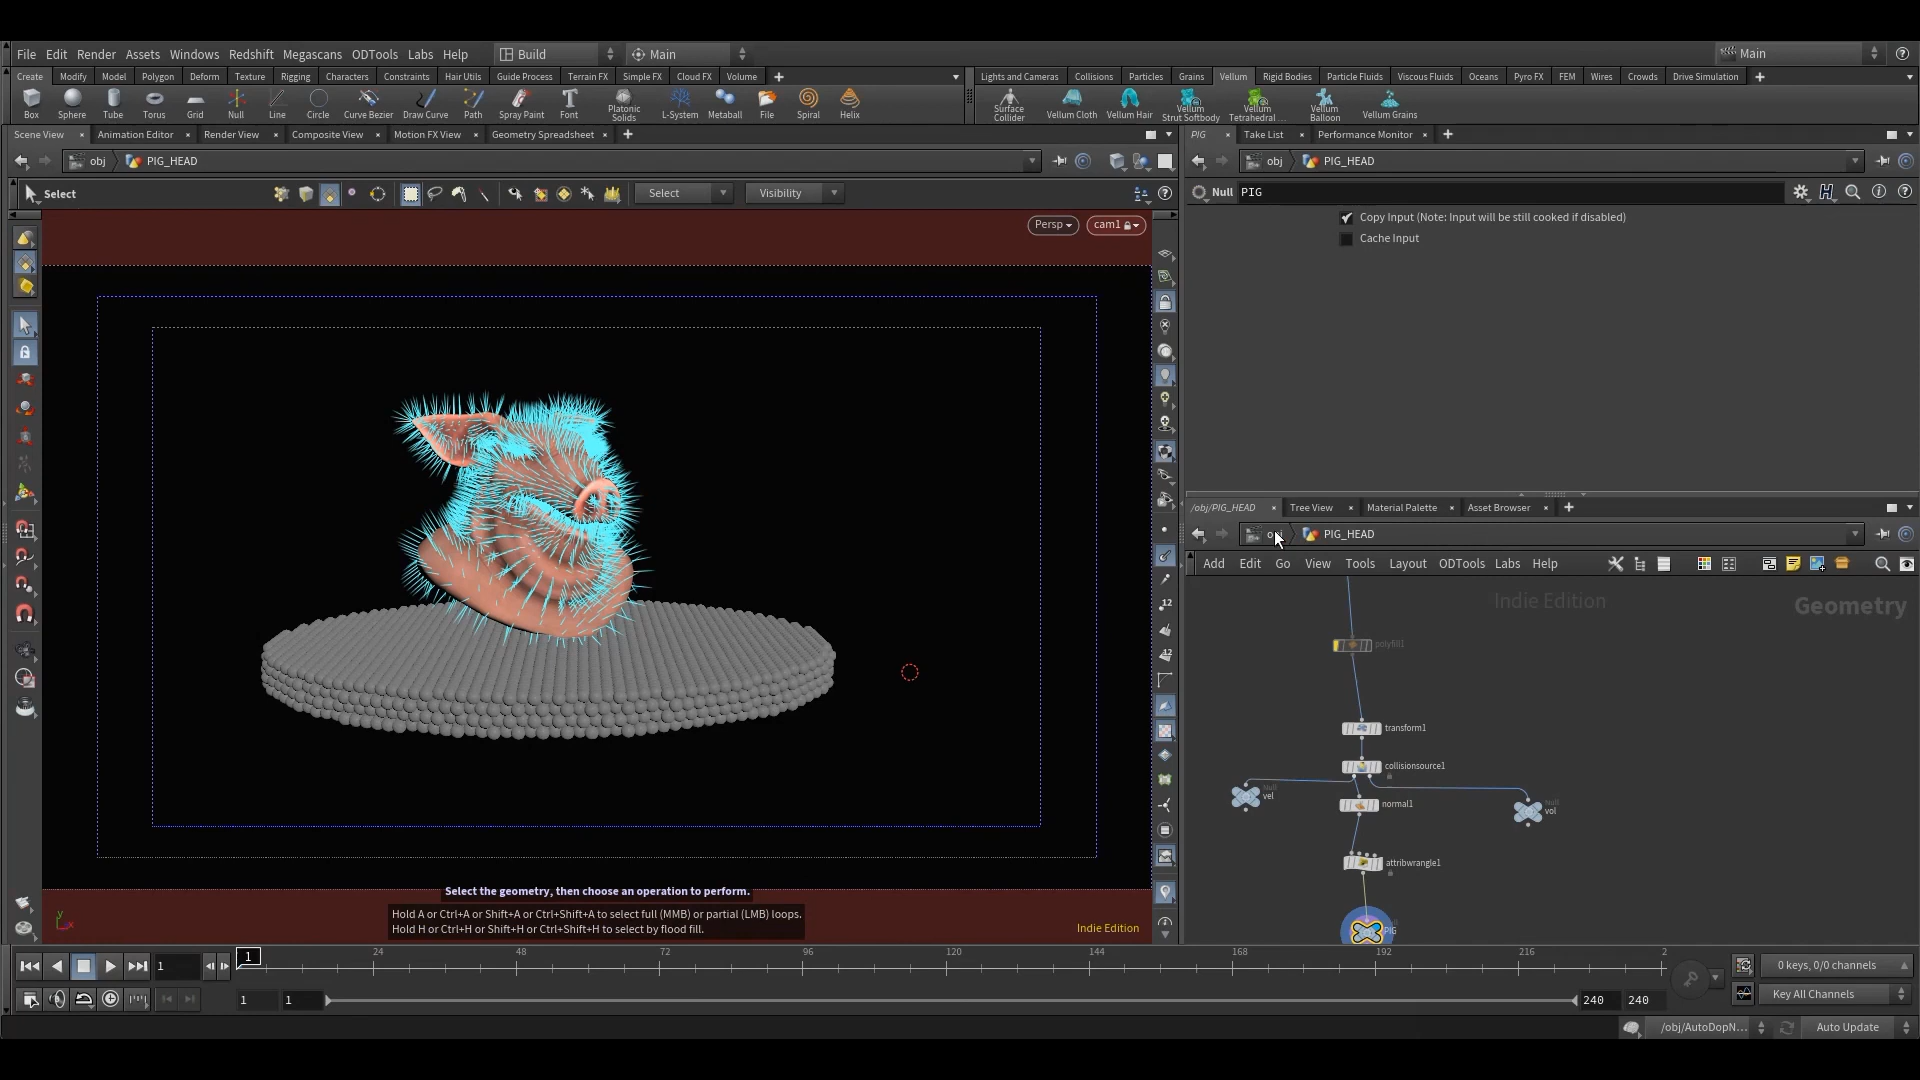 File Edit Render Assets Windows Redshift Megascans ODTools Labs Help Build Main Main
Create Modify Model Polygon Deform Texture Rigging Characters Constraints Hair Utils Guide Process Terrain FX Simple FX Cloud FX Volume
Lights and Cameras Collisions Particles Grains Vellum Rigid Bodies Particle Fluids Viscous Fluids Oceans Pyro FX FEM Wires Crowds Drive Simulation
Box Sphere Tube Torus Grid Null Line Circle Curve Bezier Draw Curve Path Spray Paint Font Platonic Solids L-System Metaball File Spiral Helix
Surface Collider Vellum Cloth Vellum Hair Vellum Strut Softbody Vellum Tetrahedral ... Vellum Balloon Vellum Grains
Scene View Animation Editor Render View Composite View Motion FX View Geometry Spreadsheet
PIG Take List Performance Monitor
obj PIG_HEAD
obj PIG_HEAD
Select Select Visibility
Null PIG
Copy Input (Note: Input will be still cooked if disabled)
Cache Input
Persp cam1
12
12
/obj/PIG_HEAD Tree View Material Palette Asset Browser
PIG_HEAD
Add Edit Go View Tools Layout ODTools Labs Help
Indie Edition
Geometry
polyfill1
transform1
collisionsource1
Null
vel
normal1
Null
vol
attribwrangle1
PIG
Select the geometry, then choose an operation to perform.
Hold A or Ctrl+A or Shift+A or Ctrl+Shift+A to select full (MMB) or partial (LMB) loops.
Hold H or Ctrl+H or Shift+H or Ctrl+Shift+H to select by flood fill.
Indie Edition
y
x
1
1 24 48 72 96 120 144 168 192 216 2
0 keys, 0/0 channels
1 1 240 240
Key All Channels
/obj/AutoDopN... Auto Update